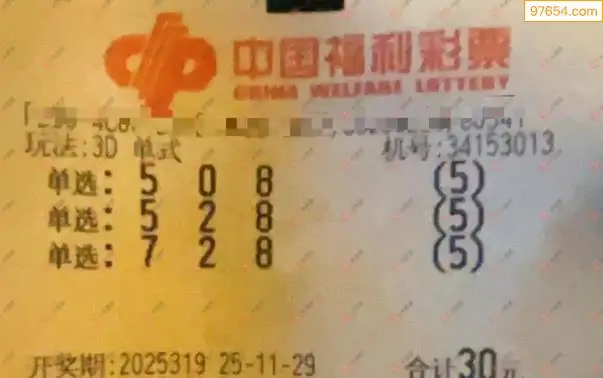 97654.com
中国福利彩票
CHINA WELFARE LOTTERY
玩法:3D 单式 机号:34153013
单选: 5 0 8 (5)
单选: 5 2 8 (5)
单选: 7 2 8 (5)
开奖期:2025319 25-11-29 合计30元